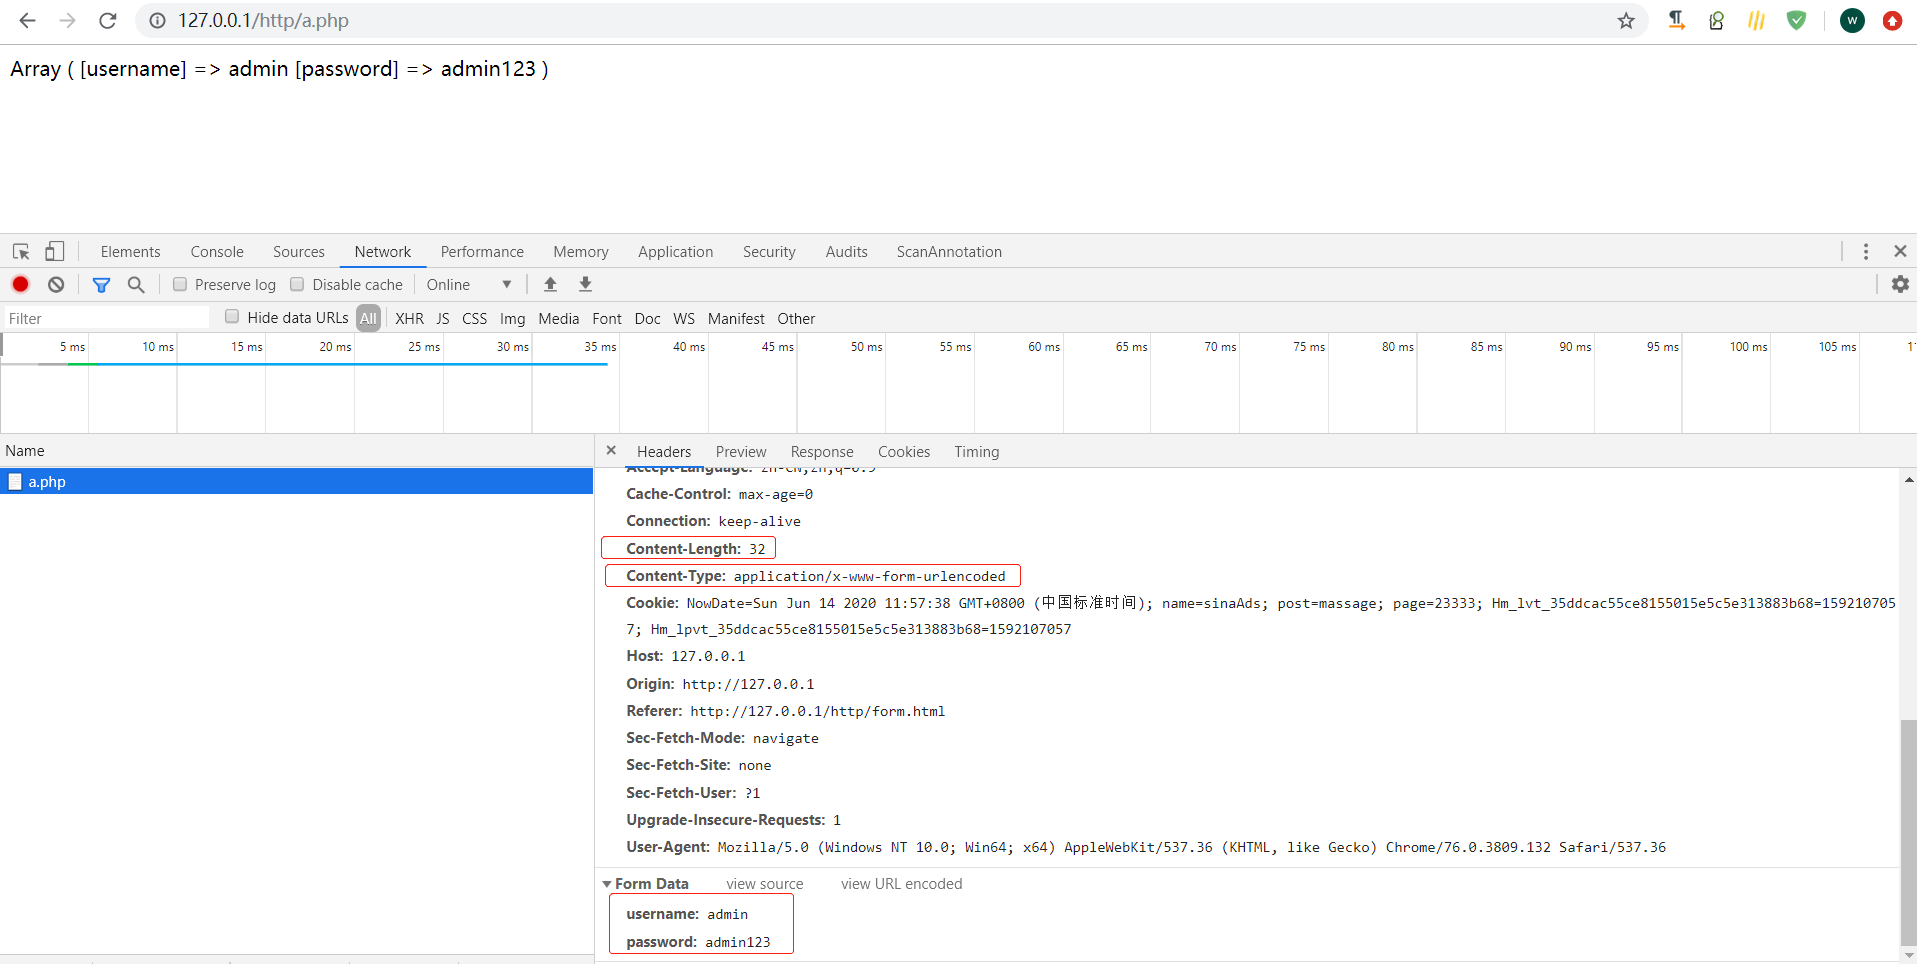 127.0.0.1/http/a.php
W
Array ( [username] => admin [password] => admin123 )
Elements Console Sources Network Performance Memory Application Security Audits ScanAnnotation
Preserve log Disable cache Online
Filter Hide data URLs All XHR JS CSS Img Media Font Doc WS Manifest Other
5 ms 10 ms 15 ms 20 ms 25 ms 30 ms 35 ms 40 ms 45 ms 50 ms 55 ms 60 ms 65 ms 70 ms 75 ms 80 ms 85 ms 90 ms 95 ms 100 ms 105 ms
Name
a.php
Headers Preview Response Cookies Timing
Accept-Language: zh-CN,zh;q=0.9
Cache-Control: max-age=0
Connection: keep-alive
Content-Length: 32
Content-Type: application/x-www-form-urlencoded
Cookie: NowDate=Sun Jun 14 2020 11:57:38 GMT+0800 (中国标准时间); name=sinaAds; post=massage; page=23333; Hm_lvt_35ddcac55ce8155015e5c5e313883b68=159210705
7; Hm_lpvt_35ddcac55ce8155015e5c5e313883b68=1592107057
Host: 127.0.0.1
Origin: http://127.0.0.1
Referer: http://127.0.0.1/http/form.html
Sec-Fetch-Mode: navigate
Sec-Fetch-Site: none
Sec-Fetch-User: ?1
Upgrade-Insecure-Requests: 1
User-Agent: Mozilla/5.0 (Windows NT 10.0; Win64; x64) AppleWebKit/537.36 (KHTML, like Gecko) Chrome/76.0.3809.132 Safari/537.36
Form Data view source view URL encoded
username: admin
password: admin123